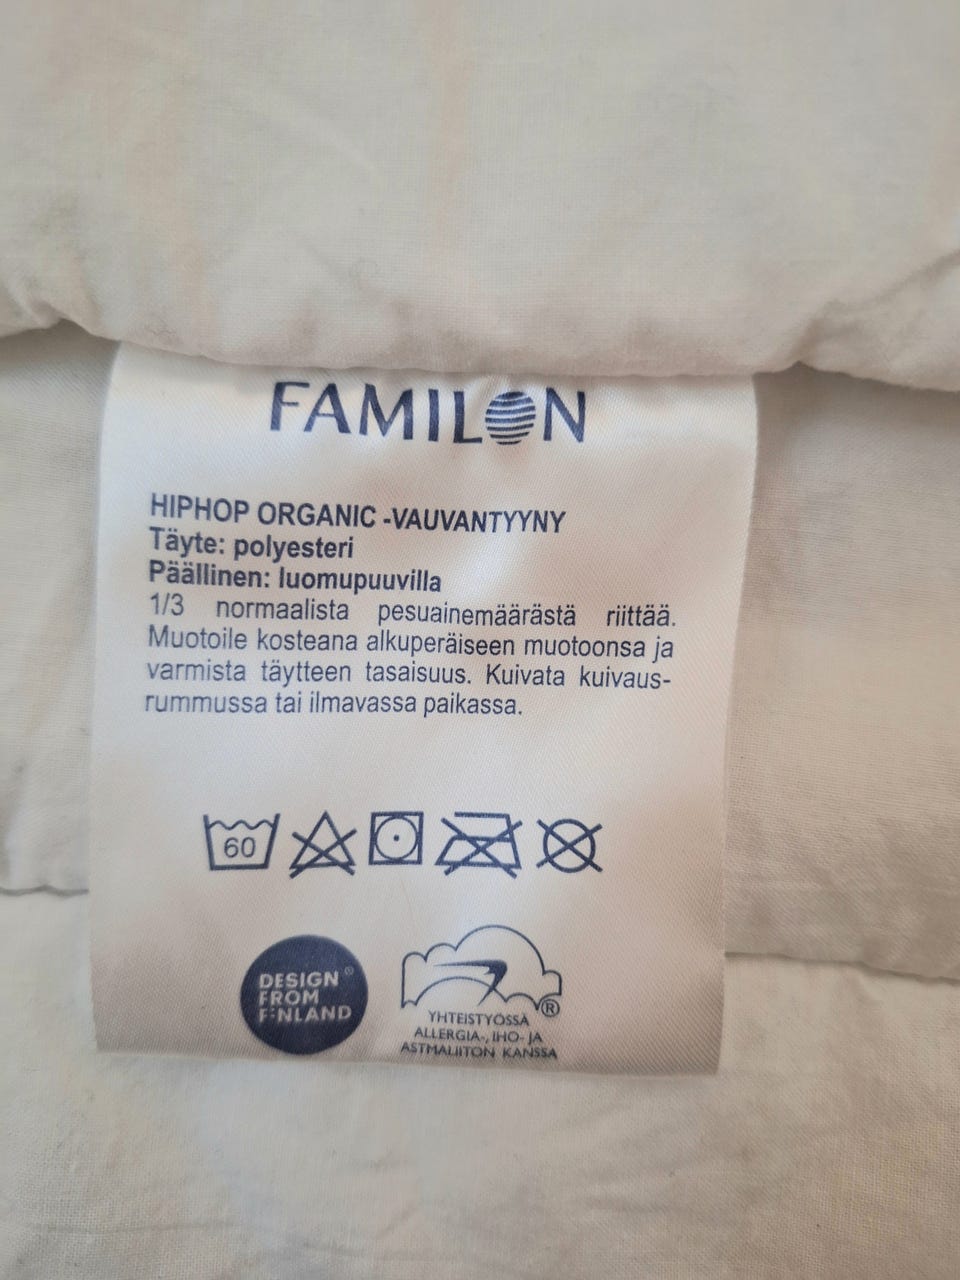 FAMILON
HIPHOP ORGANIC -VAUVANTYYNY
Täyte: polyesteri
Päällinen: luomupuuvilla
1/3 normaalista pesuainemäärästä riittää.
Muotoile kosteana alkuperäiseen muotoonsa ja
varmista täytteen tasaisuus. Kuivata kuivaus-
rummussa tai ilmavassa paikassa.
60
DESIGN ®
FROM
FINLAND
®
YHTEISTYÖSSÄ
ALLERGIA-, IHO- JA
ASTMALIITON KANSSA